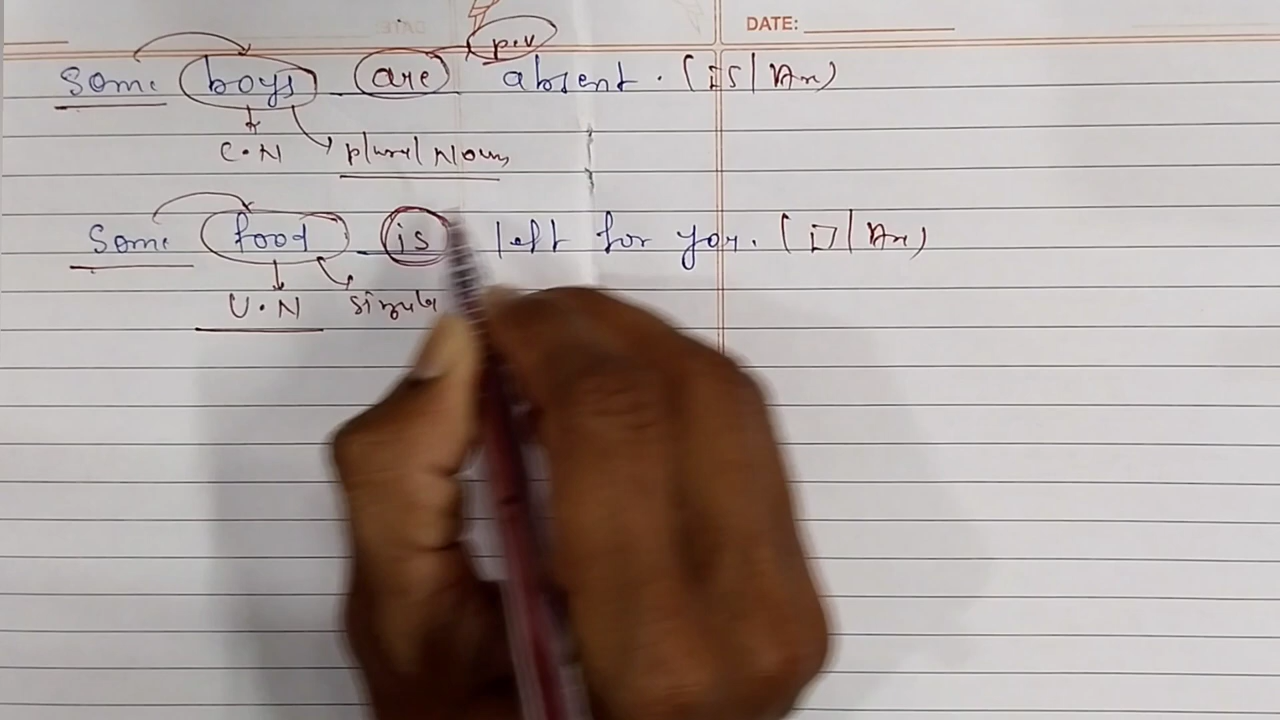 DATE:
p.v
Some boys are absent. (is/Are)
C.N plural Noun
Some food is left for you. (is/Are)
U.N singula